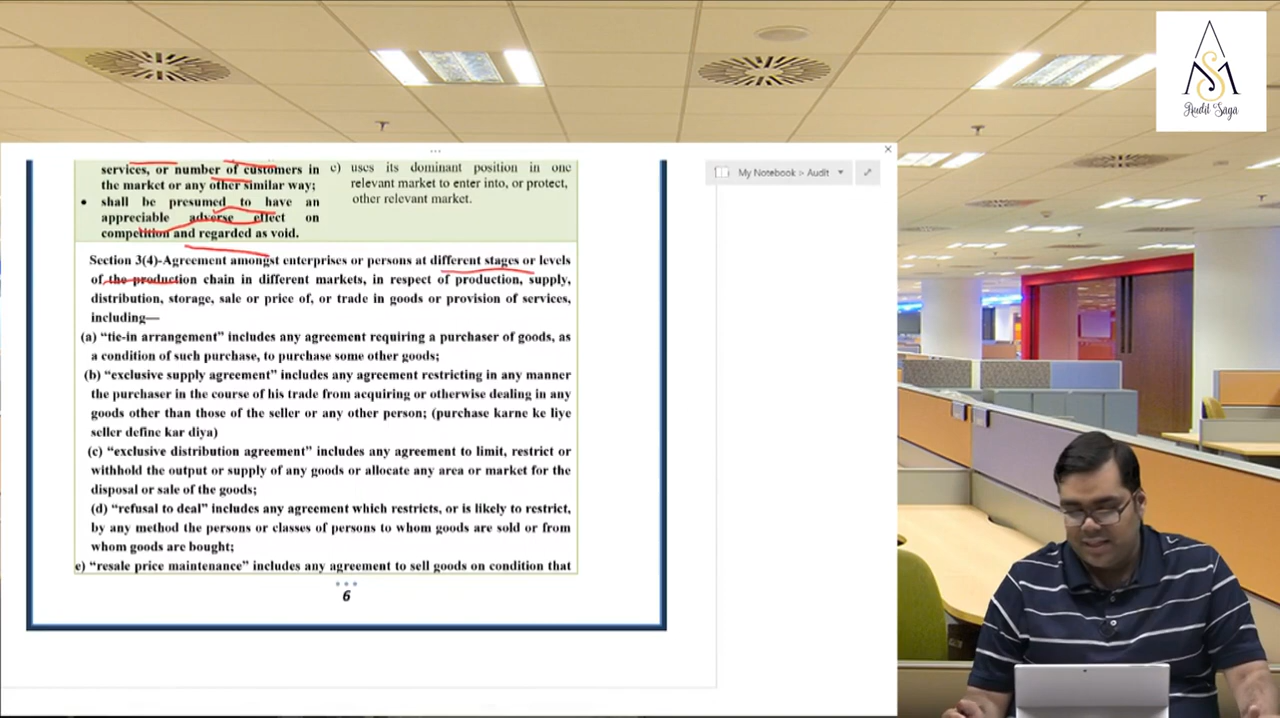 SM
Audit Saga
...
My Notebook > Audit
services, or number of customers in
the market or any other similar way;
• shall be presumed to have an
appreciable adverse effect on
competition and regarded as void.
c) uses its dominant position in one
relevant market to enter into, or protect,
other relevant market.
Section 3(4)-Agreement amongst enterprises or persons at different stages or levels
of the production chain in different markets, in respect of production, supply,
distribution, storage, sale or price of, or trade in goods or provision of services,
including—
(a) “tie-in arrangement” includes any agreement requiring a purchaser of goods, as
a condition of such purchase, to purchase some other goods;
(b) “exclusive supply agreement” includes any agreement restricting in any manner
the purchaser in the course of his trade from acquiring or otherwise dealing in any
goods other than those of the seller or any other person; (purchase karne ke liye
seller define kar diya)
(c) “exclusive distribution agreement” includes any agreement to limit, restrict or
withhold the output or supply of any goods or allocate any area or market for the
disposal or sale of the goods;
(d) “refusal to deal” includes any agreement which restricts, or is likely to restrict,
by any method the persons or classes of persons to whom goods are sold or from
whom goods are bought;
e) “resale price maintenance” includes any agreement to sell goods on condition that
6